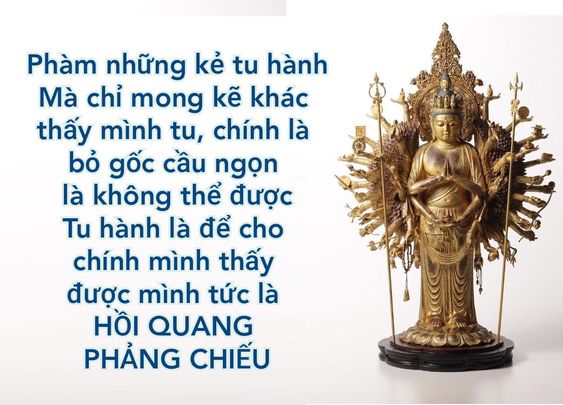 Phàm những kẻ tu hành
Mà chỉ mong kẽ khác
thấy mình tu, chính là
bỏ gốc cầu ngọn
là không thể được
Tu hành là để cho
chính mình thấy
được mình tức là
HỒI QUANG
PHẢNG CHIẾU